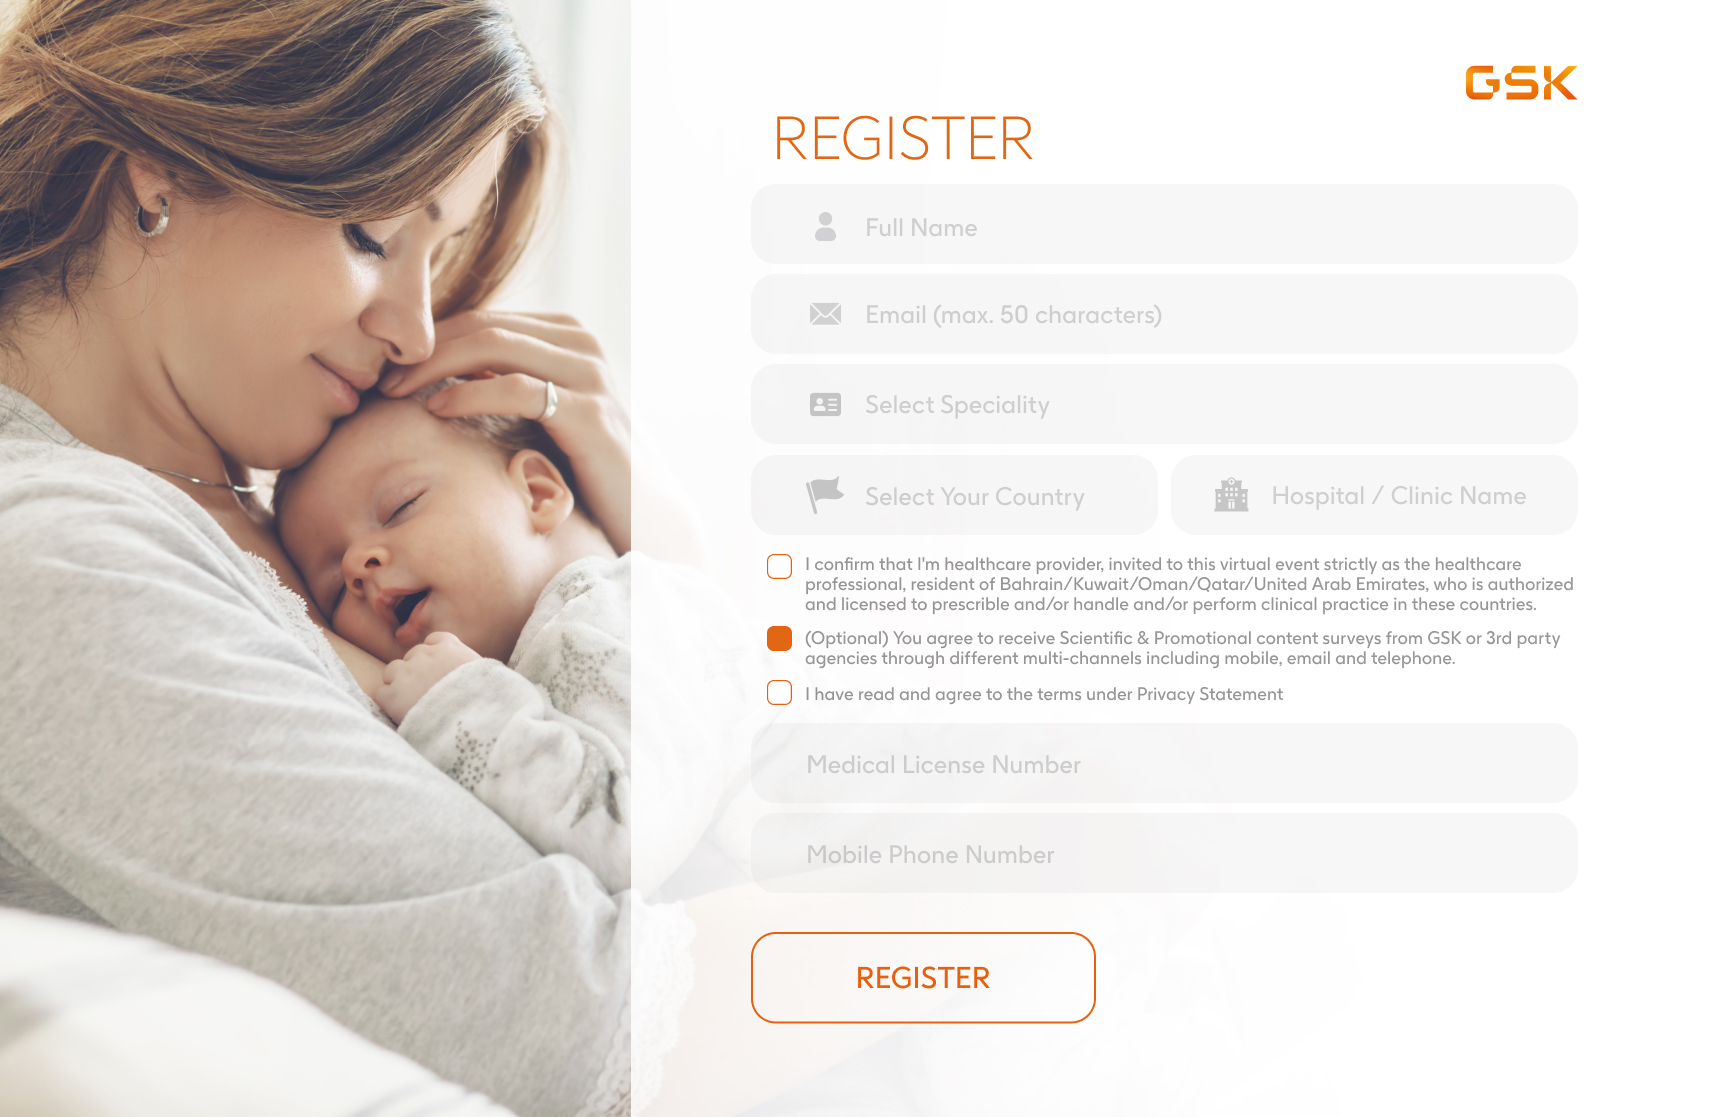 GSK
REGISTER
Full Name
Email (max. 50 characters)
Select Speciality
Select Your Country
Hospital / Clinic Name
I confirm that I'm healthcare provider, invited to this virtual event strictly as the healthcare
professional, resident of Bahrain/Kuwait/Oman/Qatar/United Arab Emirates, who is authorized
and licensed to prescrible and/or handle and/or perform clinical practice in these countries.
(Optional) You agree to receive Scientific & Promotional content surveys from GSK or 3rd party
agencies through different multi-channels including mobile, email and telephone.
I have read and agree to the terms under Privacy Statement
Medical License Number
Mobile Phone Number
REGISTER